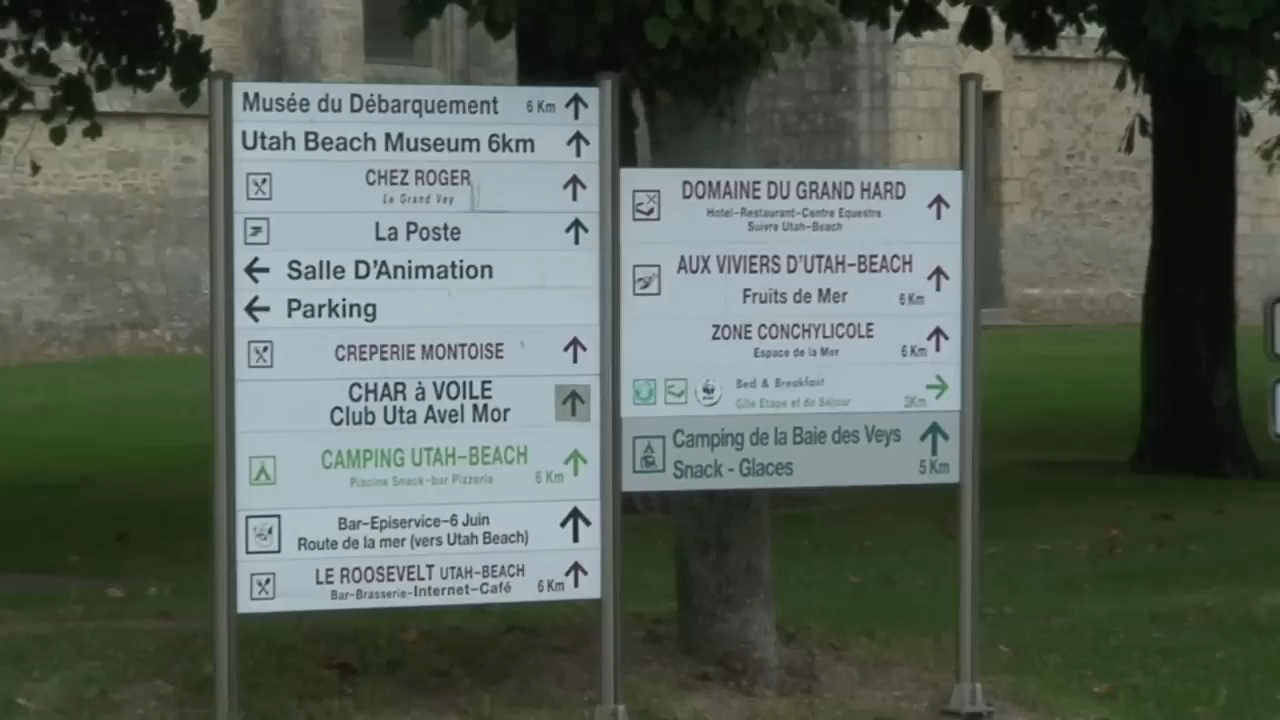 Musée du Débarquement 6 Km
Utah Beach Museum 6km
CHEZ ROGER
Le Grand Vey
La Poste
Salle D'Animation
Parking
CREPERIE MONTOISE
CHAR à VOILE
Club Uta Avel Mor
CAMPING UTAH-BEACH
Piscine Snack-bar Pizzeria 6 Km
Bar-Episervice-6 Juin
Route de la mer (vers Utah Beach)
LE ROOSEVELT UTAH-BEACH
Bar-Brasserie-Internet-Café 6 Km
DOMAINE DU GRAND HARD
Hotel-Restaurant-Centre Equestre
Suivre Utah-Beach
AUX VIVIERS D'UTAH-BEACH
Fruits de Mer 6 Km
ZONE CONCHYLICOLE
Espace de la Mer 6 Km
Bed & Breakfast
Gîte Etape et de Séjour 3Km
Camping de la Baie des Veys
Snack - Glaces 5 Km